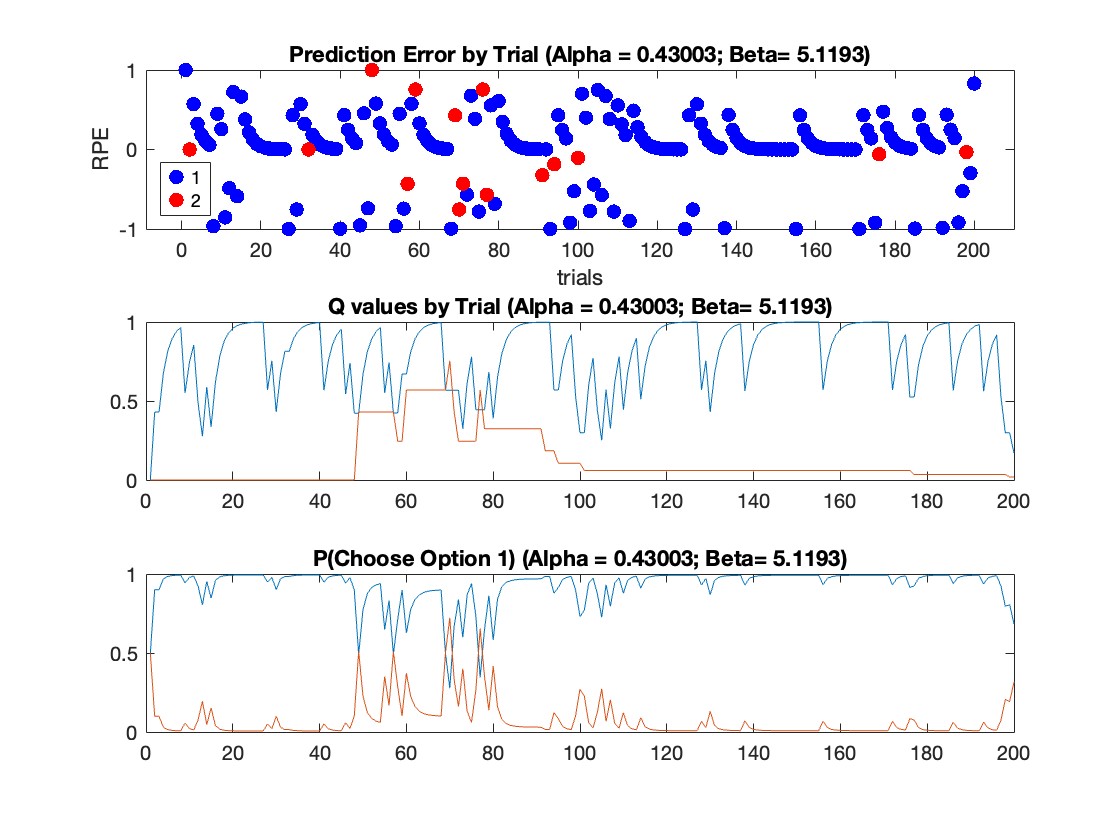 Prediction Error by Trial (Alpha = 0.43003; Beta= 5.1193)
1
0
-1
RPE
1
2
0 20 40 60 80 100 120 140 160 180 200
trials
Q values by Trial (Alpha = 0.43003; Beta= 5.1193)
1
0.5
0
0 20 40 60 80 100 120 140 160 180 200
P(Choose Option 1) (Alpha = 0.43003; Beta= 5.1193)
1
0.5
0
0 20 40 60 80 100 120 140 160 180 200